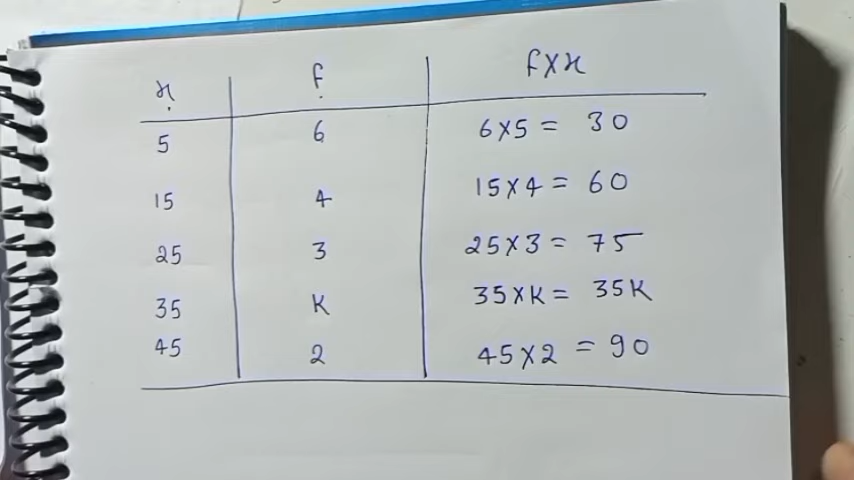 x f f×x
5 6 6×5 = 30
15 4 15×4 = 60
25 3 25×3 = 75
35 K 35×K = 35K
45 2 45×2 = 90